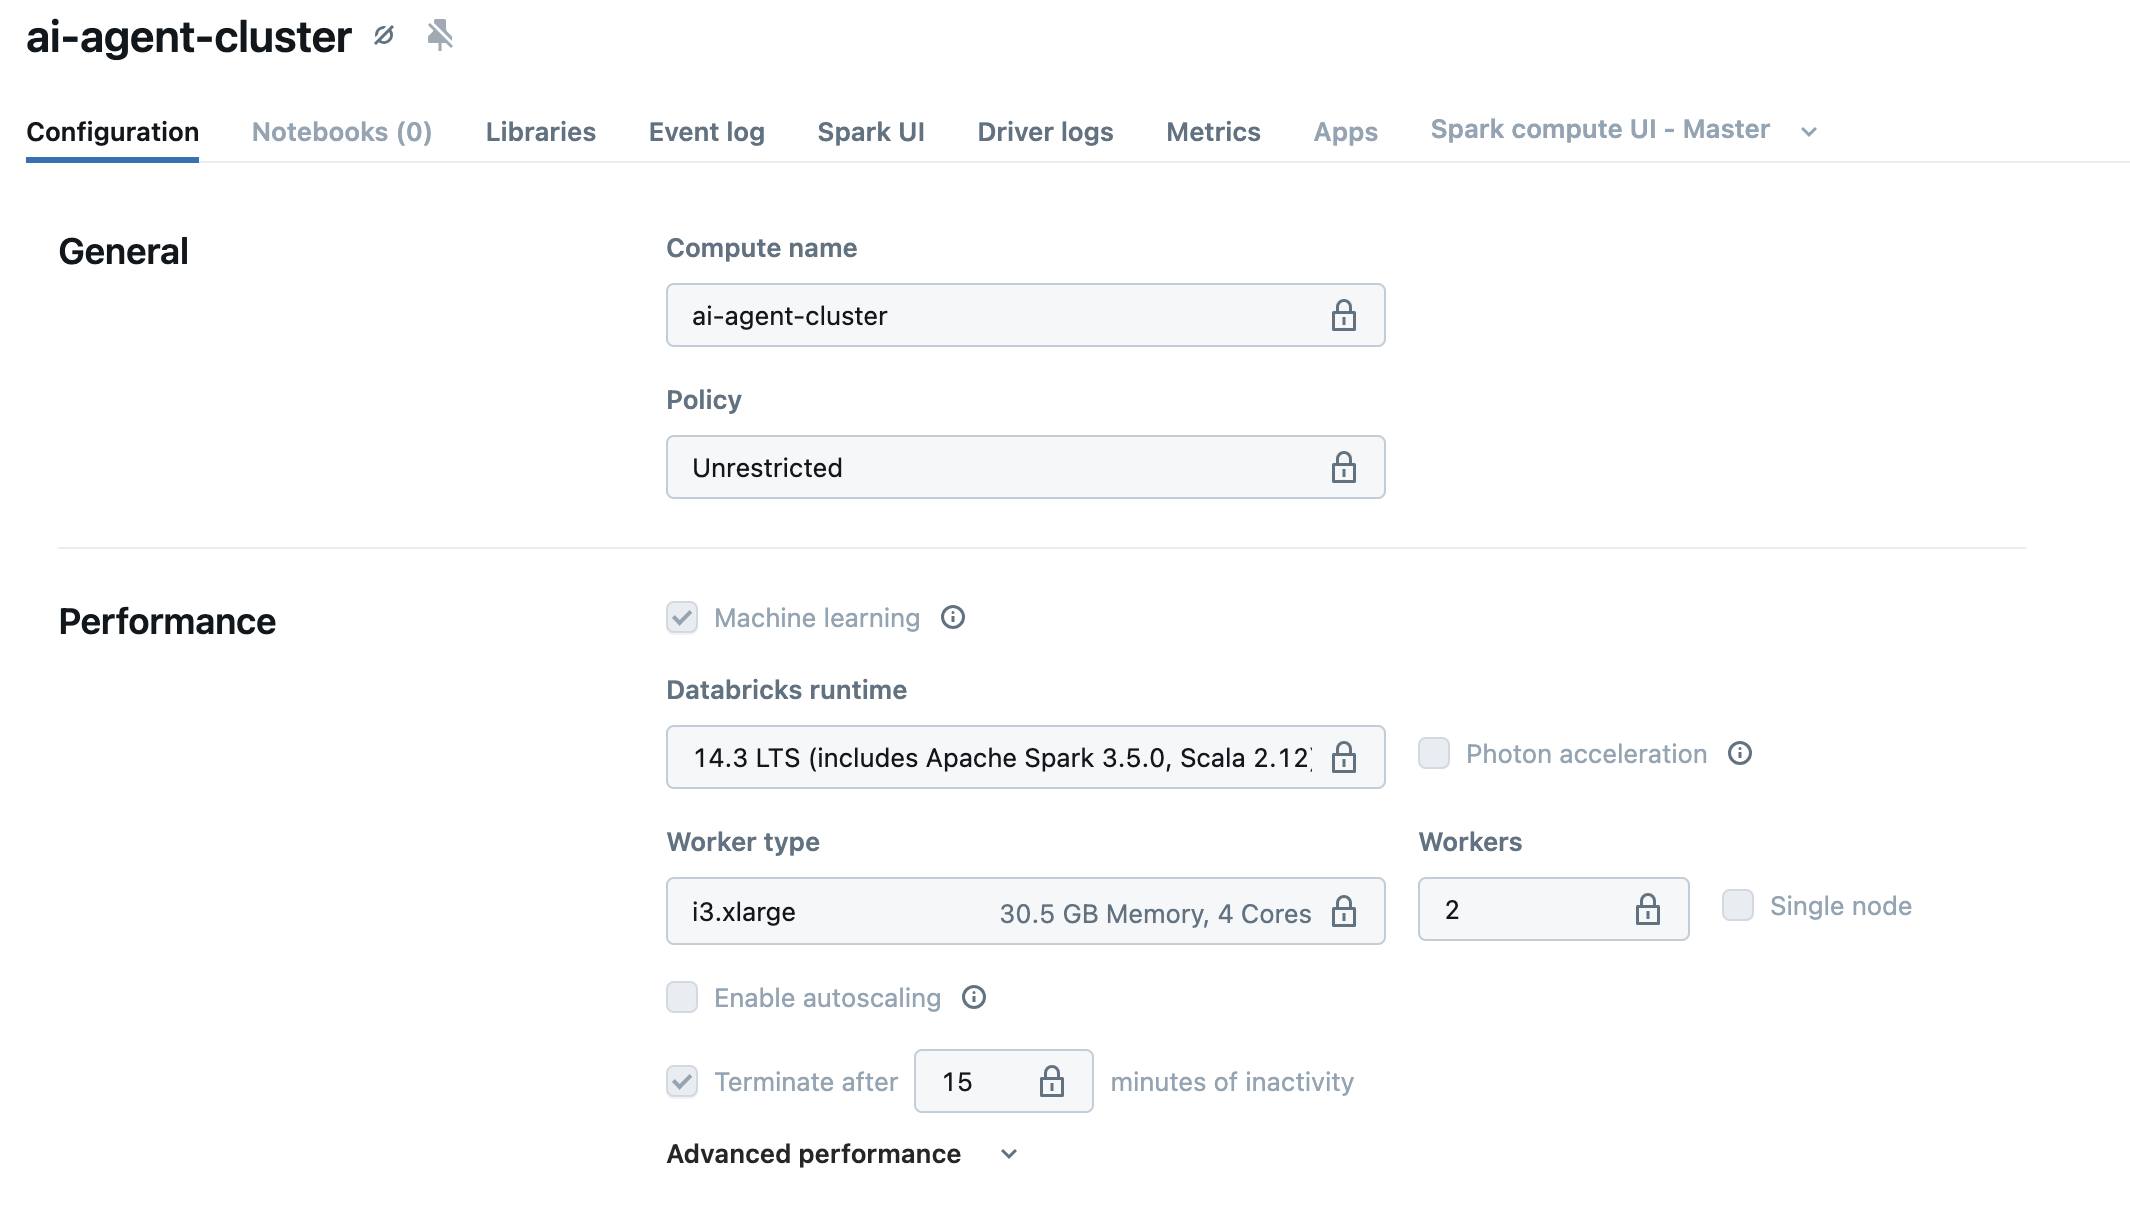 ai-agent-cluster
Configuration Notebooks (0) Libraries Event log Spark UI Driver logs Metrics Apps Spark compute UI - Master
General
Compute name
ai-agent-cluster
Policy
Unrestricted
Performance
Machine learning
Databricks runtime
14.3 LTS (includes Apache Spark 3.5.0, Scala 2.12)
Photon acceleration
Worker type
Workers
i3.xlarge 30.5 GB Memory, 4 Cores
2
Single node
Enable autoscaling
Terminate after 15 minutes of inactivity
Advanced performance